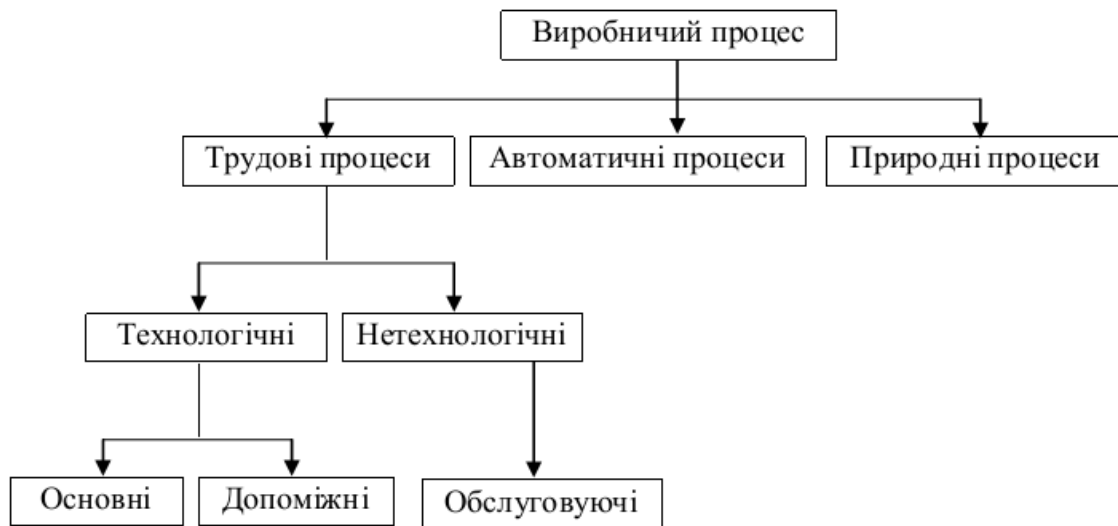 Виробничий процес
Трудові процеси
Автоматичні процеси
Природні процеси
Технологічні
Нетехнологічні
Основні
Допоміжні
Обслуговуючі